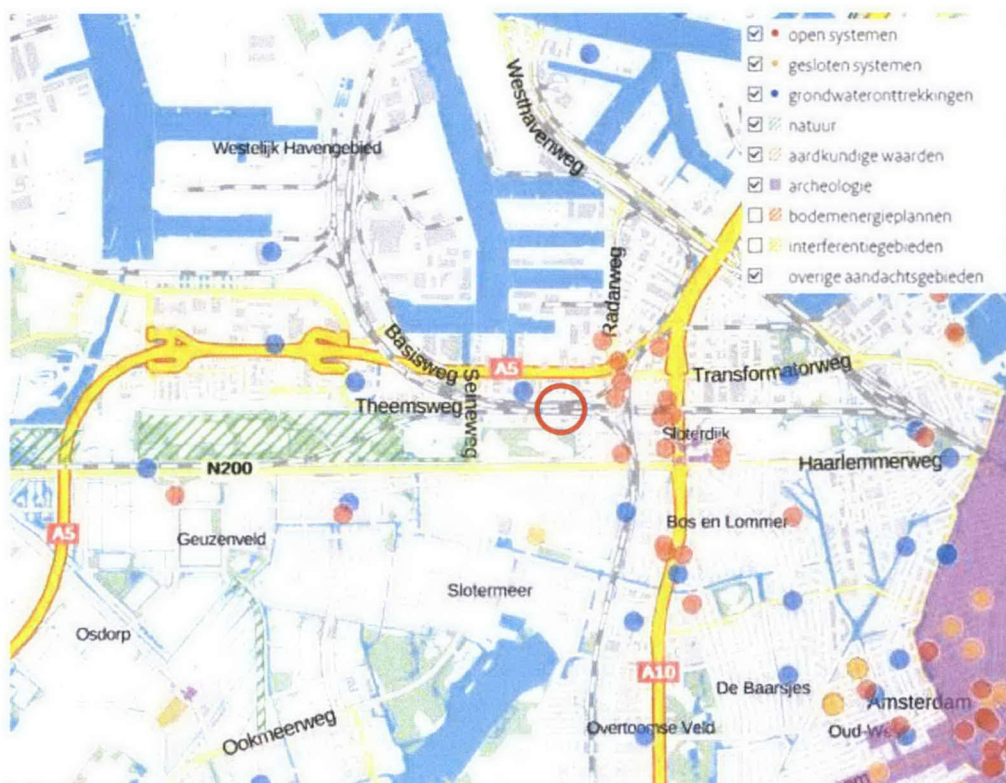 open systemen
gesloten systemen
grondwateronttrekkingen
natuur
aardkundige waarden
archeologie
bodemenergieplannen
interferentiegebieden
overige aandachtsgebieden
Westhavenweg
Westelijk Havengebied
Radarweg
Basisweg
A5
Transformatorweg
Seineweg
Theemsweg
Sloterdijk
Haarlemmerweg
N200
A5
Geuzenveld
Bos en Lommer
Slotermeer
Osdorp
A10
De Baarsjes
Amsterdam
Ookmeerweg
Overtoomse Veld